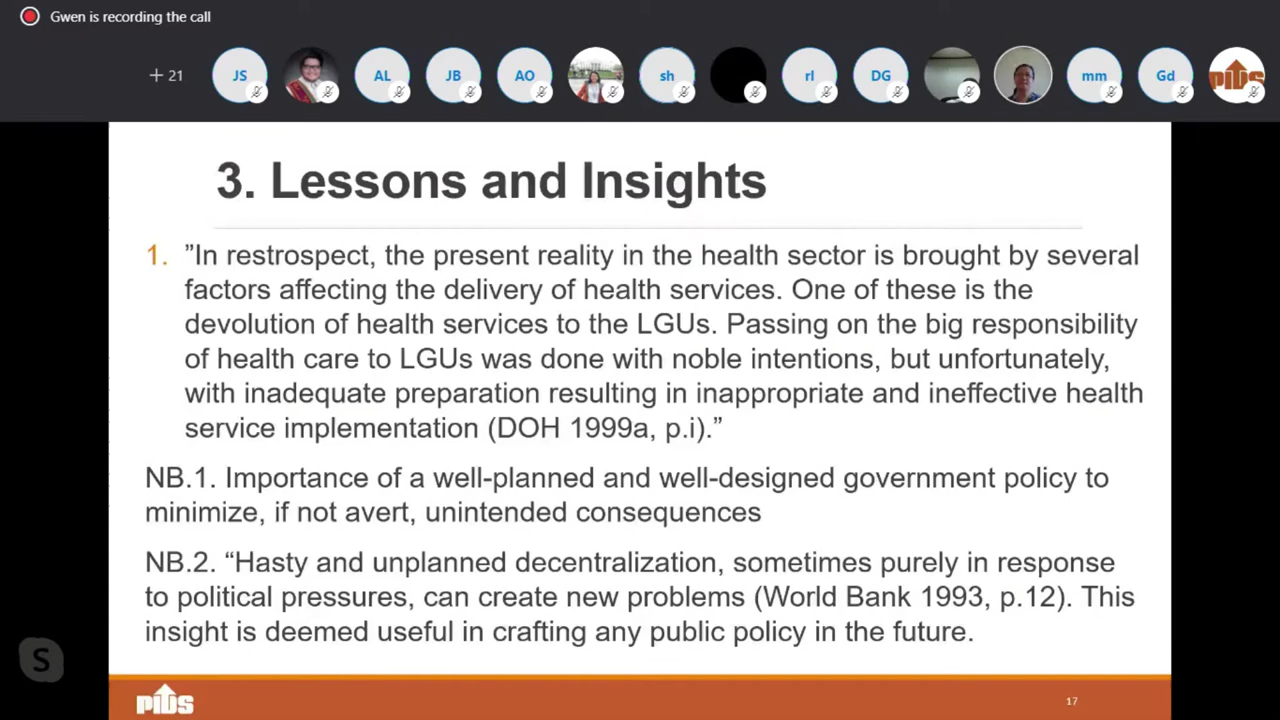 Gwen is recording the call
+ 21 JS AL JB AO sh rl DG mm Gd PIDS
3. Lessons and Insights
1. ”In restrospect, the present reality in the health sector is brought by several
factors affecting the delivery of health services. One of these is the
devolution of health services to the LGUs. Passing on the big responsibility
of health care to LGUs was done with noble intentions, but unfortunately,
with inadequate preparation resulting in inappropriate and ineffective health
service implementation (DOH 1999a, p.i).”
NB.1. Importance of a well-planned and well-designed government policy to
minimize, if not avert, unintended consequences
NB.2. “Hasty and unplanned decentralization, sometimes purely in response
to political pressures, can create new problems (World Bank 1993, p.12). This
insight is deemed useful in crafting any public policy in the future.
S
PIDS
17